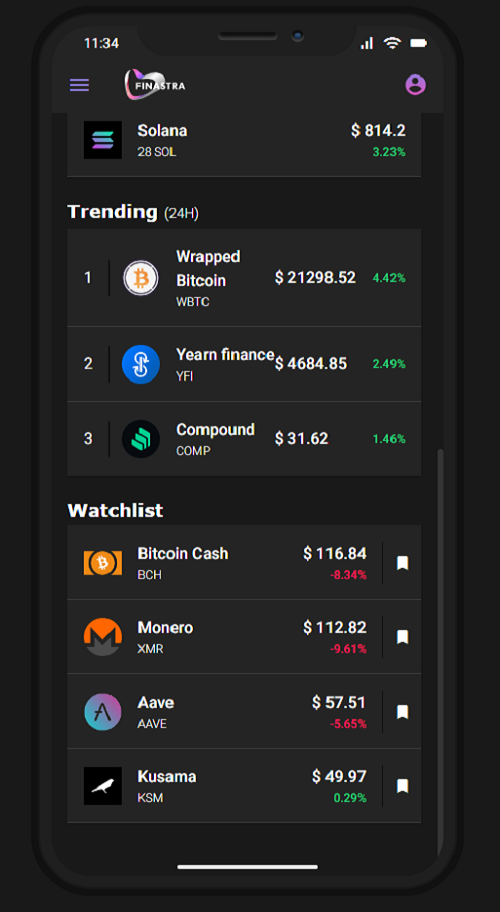 11:34
FINASTRA
Solana
$ 814.2
28 SOL
3.23%
Trending (24H)
1
Wrapped
Bitcoin
WBTC
$ 21298.52
4.42%
2
Yearn finance
YFI
$ 4684.85
2.49%
3
Compound
COMP
$ 31.62
1.46%
Watchlist
Bitcoin Cash
$ 116.84
BCH
-8.34%
Monero
$ 112.82
XMR
-9.61%
Aave
$ 57.51
AAVE
-5.65%
Kusama
$ 49.97
KSM
0.29%